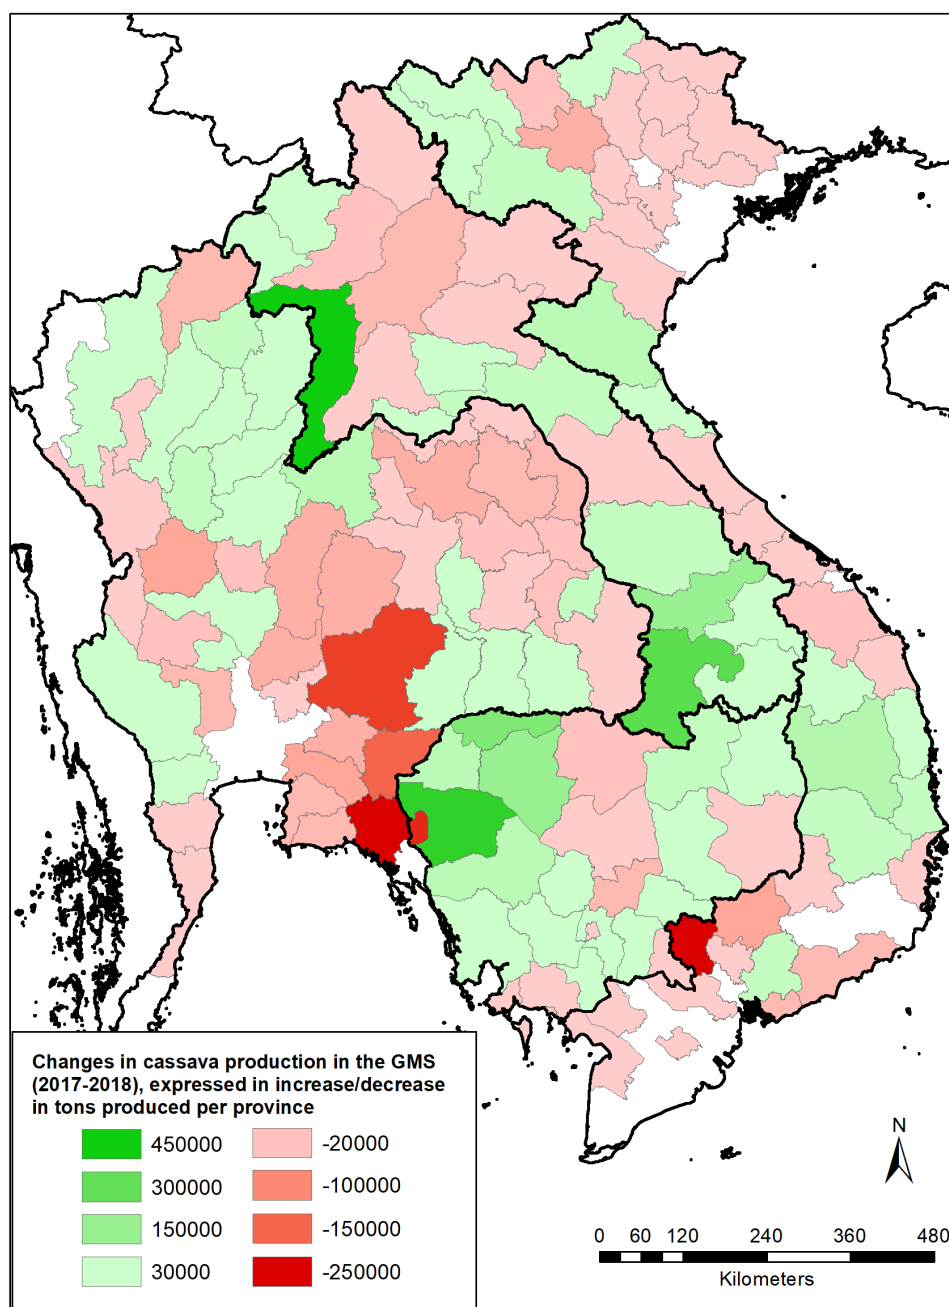 Changes in cassava production in the GMS
(2017-2018), expressed in increase/decrease
in tons produced per province
450000 -20000
300000 -100000
150000 -150000
30000 -250000
N
0 60 120 240 360 480
Kilometers